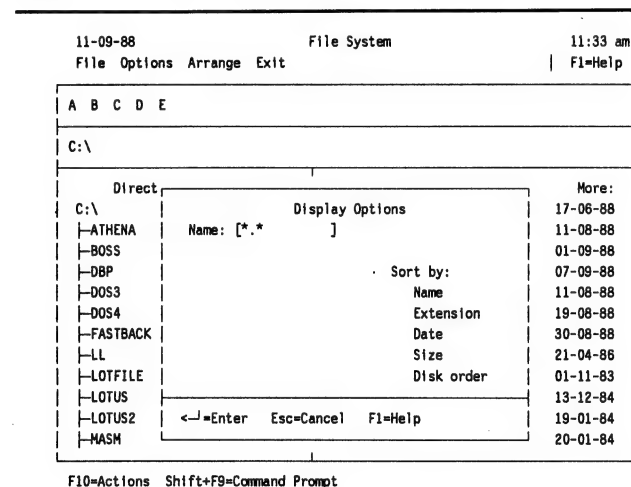 11-09-88 File System 11:33 am
File Options Arrange Exit | F1=Help
A B C D E
C:\
Direct More:
C:\ Display Options 17-06-88
├─ATHENA Name: [*.* ] 11-08-88
├─BOSS 01-09-88
├─DBP Sort by: 07-09-88
├─DOS3 Name 11-08-88
├─DOS4 Extension 19-08-88
├─FASTBACK Date 30-08-88
├─LL Size 21-04-86
├─LOTFILE Disk order 01-11-83
├─LOTUS 13-12-84
├─LOTUS2 <─┘=Enter Esc=Cancel F1=Help 19-01-84
├─MASM 20-01-84
F10=Actions Shift+F9=Command Prompt